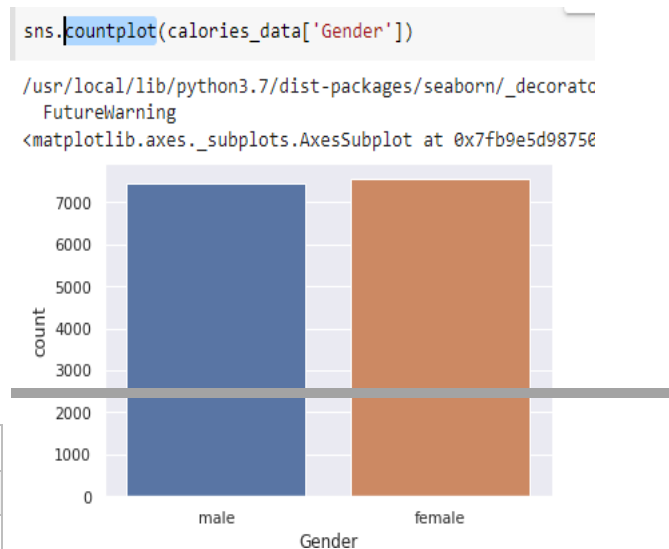 sns.countplot(calories_data['Gender'])
/usr/local/lib/python3.7/dist-packages/seaborn/_decorato
FutureWarning
<matplotlib.axes._subplots.AxesSubplot at 0x7fb9e5d98750
7000
6000
5000
4000
3000
2000
1000
0
count
male female
Gender